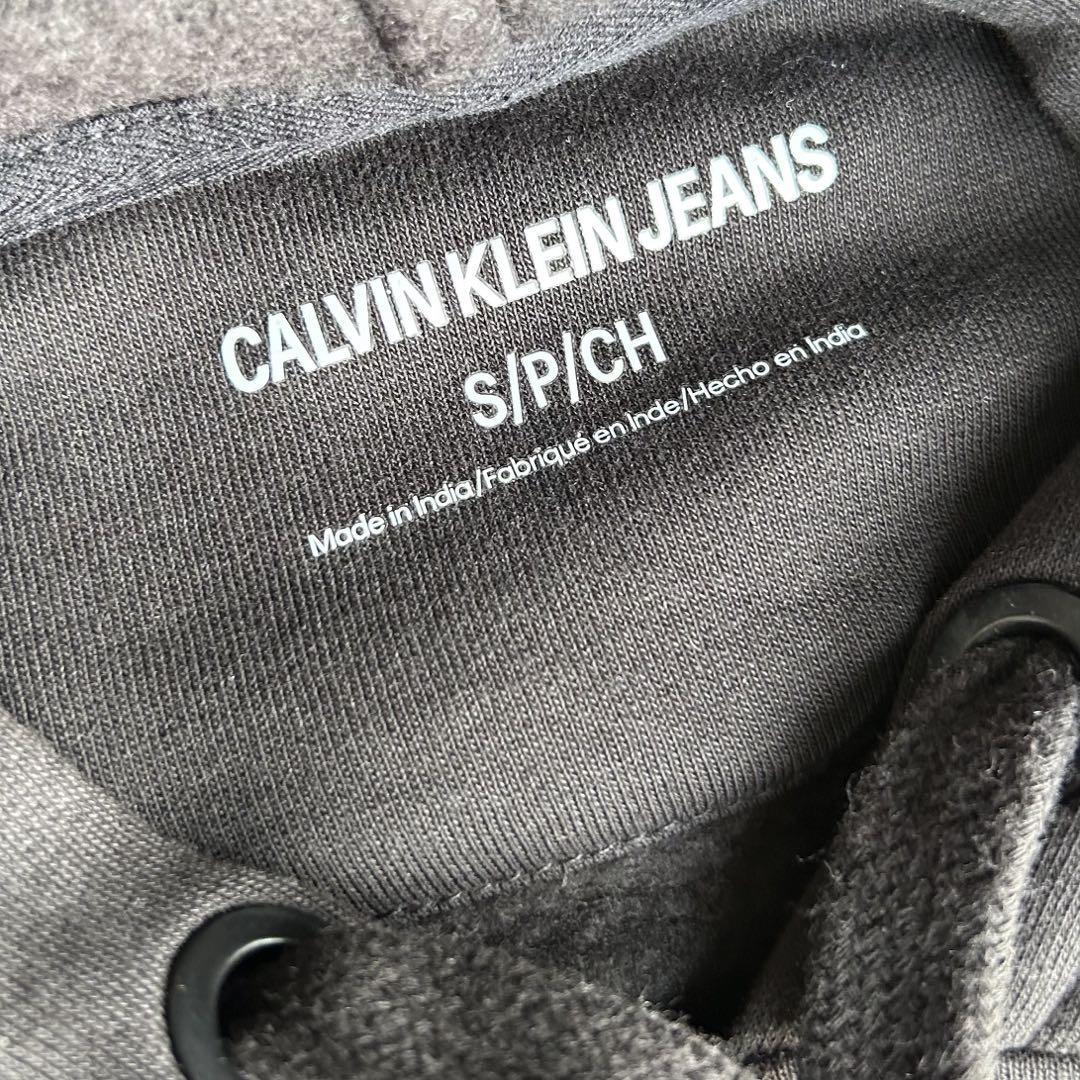 CALVIN KLEIN JEANS
S/P/CH
Made in India/Fabriqué en Inde/Hecho en India